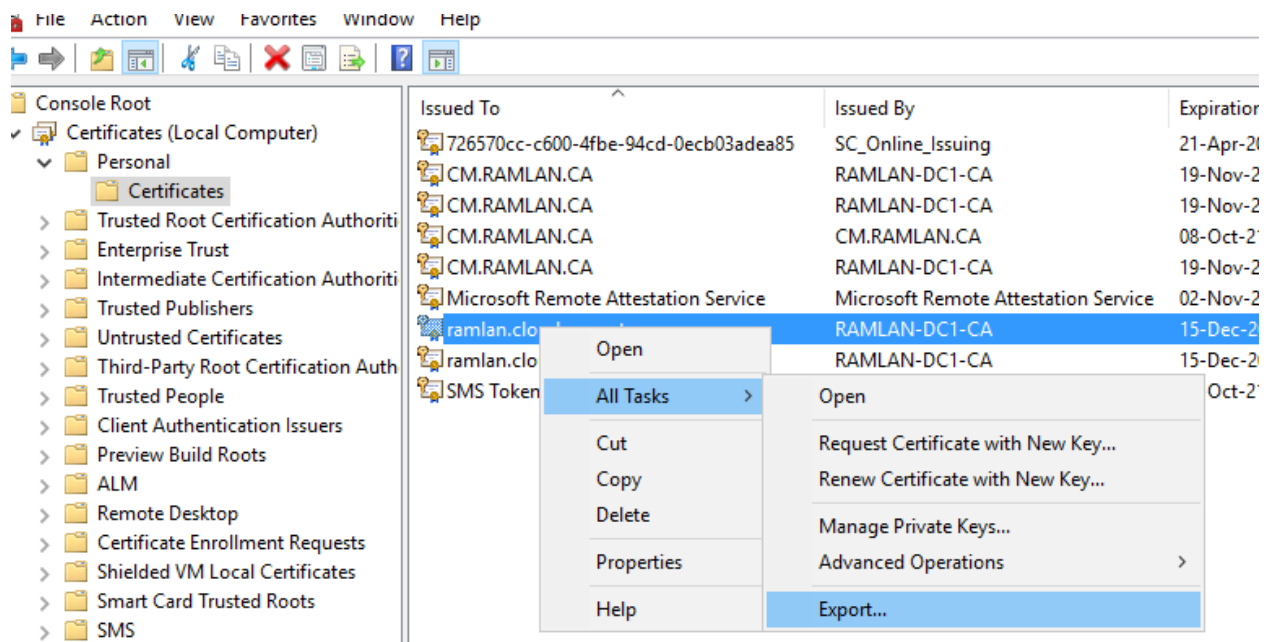 File Action View Favorites Window Help
Console Root
Certificates (Local Computer)
Personal
Certificates
Trusted Root Certification Authoriti
Enterprise Trust
Intermediate Certification Authoriti
Trusted Publishers
Untrusted Certificates
Third-Party Root Certification Auth
Trusted People
Client Authentication Issuers
Preview Build Roots
ALM
Remote Desktop
Certificate Enrollment Requests
Shielded VM Local Certificates
Smart Card Trusted Roots
SMS
Issued To Issued By Expiration
726570cc-c600-4fbe-94cd-0ecb03adea85 SC_Online_Issuing 21-Apr-20
CM.RAMLAN.CA RAMLAN-DC1-CA 19-Nov-2
CM.RAMLAN.CA RAMLAN-DC1-CA 19-Nov-2
CM.RAMLAN.CA CM.RAMLAN.CA 08-Oct-21
CM.RAMLAN.CA RAMLAN-DC1-CA 19-Nov-2
Microsoft Remote Attestation Service Microsoft Remote Attestation Service 02-Nov-2
RAMLAN-DC1-CA 15-Dec-2
ramlan.clo RAMLAN-DC1-CA 15-Dec-2
SMS Token Oct-2
Open
All Tasks
Cut
Copy
Delete
Properties
Help
Open
Request Certificate with New Key...
Renew Certificate with New Key...
Manage Private Keys...
Advanced Operations
Export...